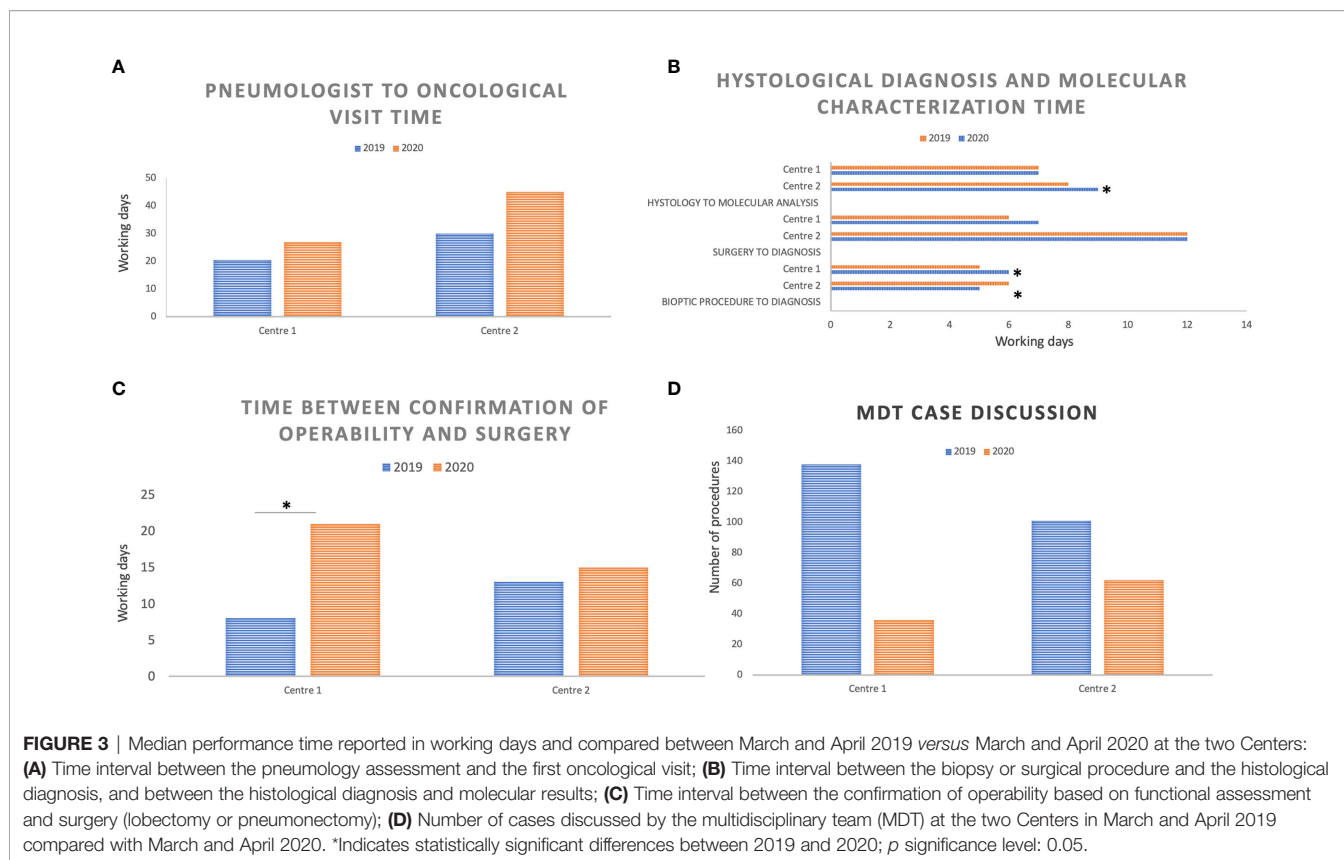 A
PNEUMOLOGIST TO ONCOLOGICAL
VISIT TIME
2019 2020
50
40
30
20
10
0
Working days
Centre 1 Centre 2
B
HYSTOLOGICAL DIAGNOSIS AND MOLECULAR
CHARACTERIZATION TIME
2019 2020
Centre 1
Centre 2 *
HYSTOLOGY TO MOLECULAR ANALYSIS
Centre 1
Centre 2
SURGERY TO DIAGNOSIS
Centre 1 *
Centre 2 *
BIOPTIC PROCEDURE TO DIAGNOSIS
0 2 4 6 8 10 12 14
Working days
C
TIME BETWEEN CONFIRMATION OF
OPERABILITY AND SURGERY
2019 2020
25
20
15
10
5
0
Working days
*
Centre 1 Centre 2
D
MDT CASE DISCUSSION
2019 2020
160
140
120
100
80
60
40
20
0
Number of procedures
Centre 1 Centre 2
FIGURE 3 | Median performance time reported in working days and compared between March and April 2019 versus March and April 2020 at the two Centers:
(A) Time interval between the pneumology assessment and the first oncological visit; (B) Time interval between the biopsy or surgical procedure and the histological
diagnosis, and between the histological diagnosis and molecular results; (C) Time interval between the confirmation of operability based on functional assessment
and surgery (lobectomy or pneumonectomy); (D) Number of cases discussed by the multidisciplinary team (MDT) at the two Centers in March and April 2019
compared with March and April 2020. *Indicates statistically significant differences between 2019 and 2020; p significance level: 0.05.